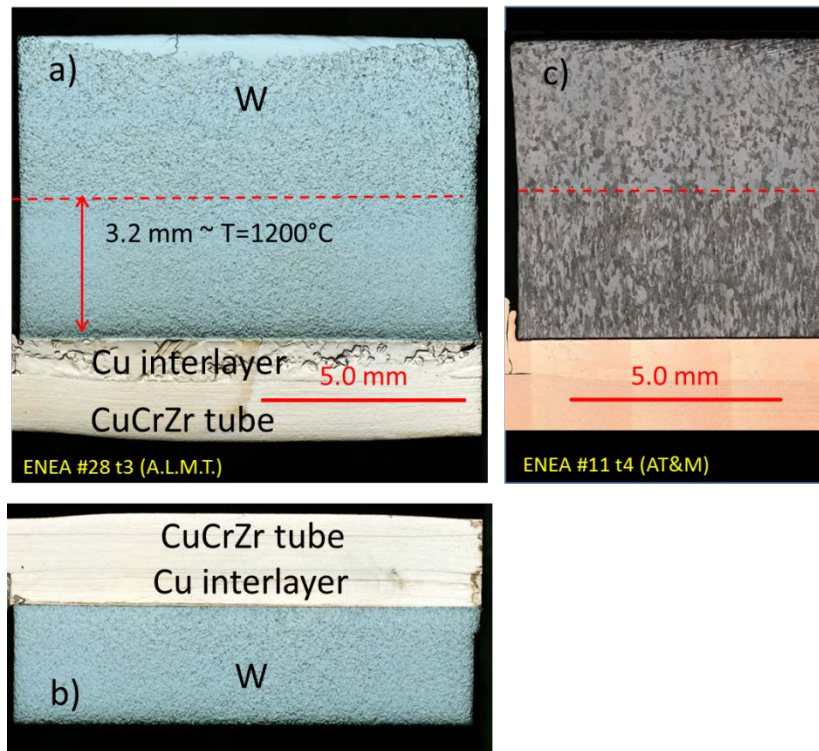 a)
W
3.2 mm ~ T=1200°C
Cu interlayer
5.0 mm
CuCrZr tube
ENEA #28 t3 (A.L.M.T.)
c)
5.0 mm
ENEA #11 t4 (AT&M)
CuCrZr tube
Cu interlayer
W
b)